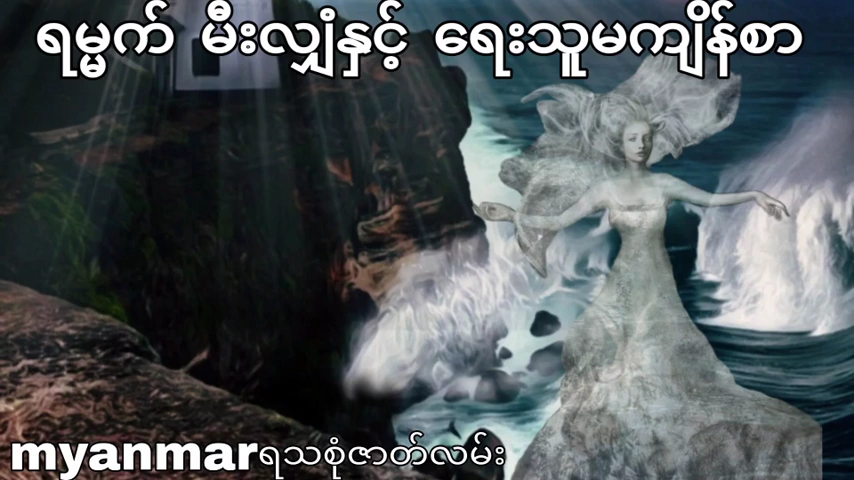 ရမ္မက် မီးလျှံနှင့် ရေးသူမကျိန်စာ
myanmarရသစုံဇာတ်လမ်း